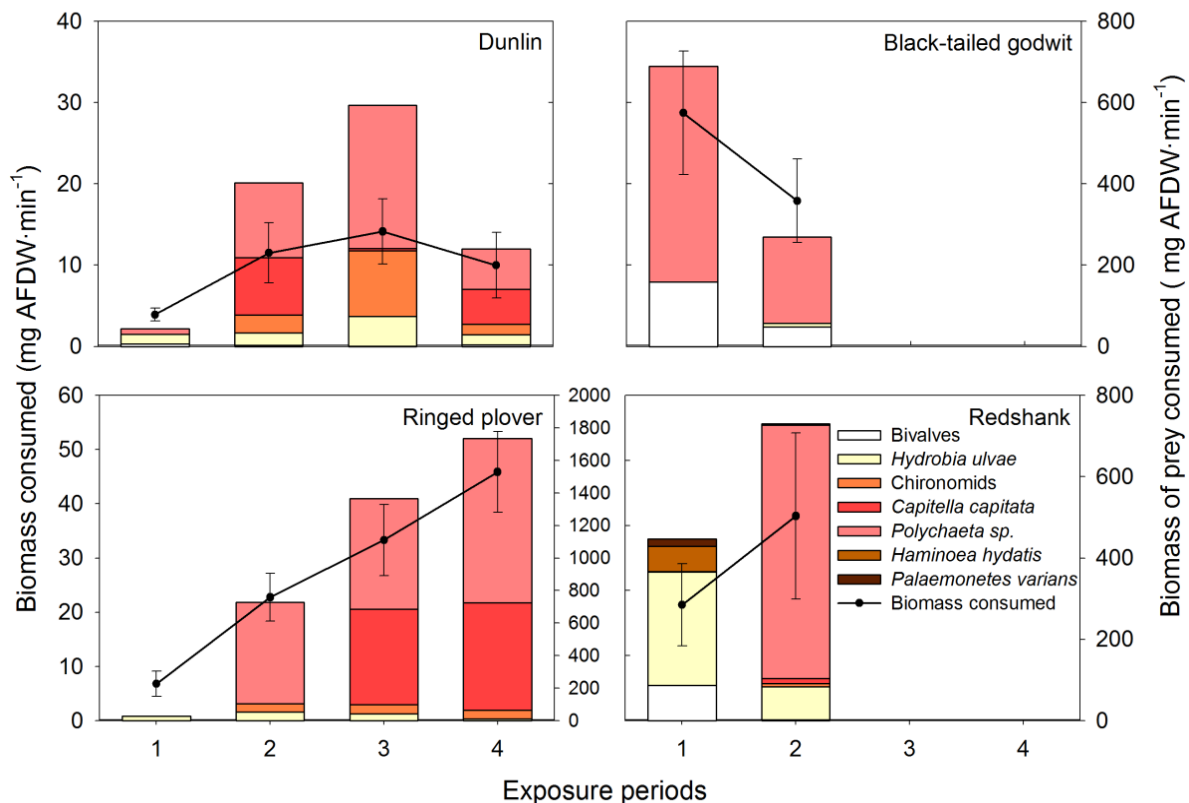 Biomass consumed (mg AFDW·min⁻¹)
40
30
20
10
0
Dunlin
Black-tailed godwit
800
600
400
200
0
Biomass of prey consumed ( mg AFDW·min⁻¹)
60
50
40
30
20
10
0
Ringed plover
2000
1800
1600
1400
1200
1000
800
600
400
200
0
Redshank
Bivalves
Hydrobia ulvae
Chironomids
Capitella capitata
Polychaeta sp.
Haminoea hydatis
Palaemonetes varians
Biomass consumed
800
600
400
200
0
1 2 3 4
1 2 3 4
Exposure periods